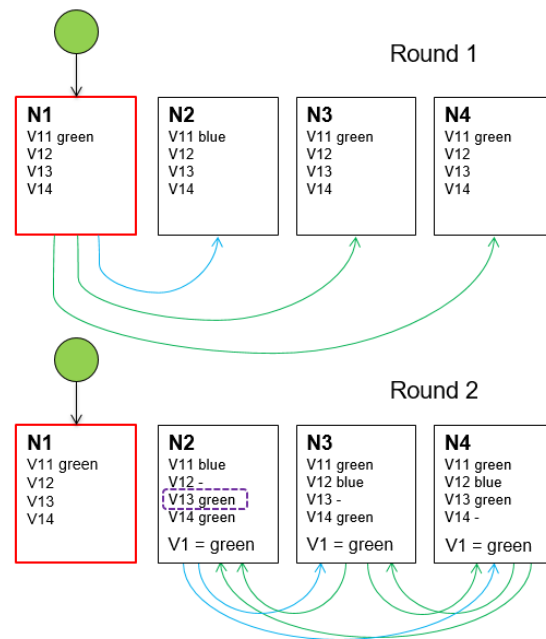 Round 1
N1
V11 green
V12
V13
V14
N2
V11 blue
V12
V13
V14
N3
V11 green
V12
V13
V14
N4
V11 green
V12
V13
V14
Round 2
N1
V11 green
V12
V13
V14
N2
V11 blue
V12 -
V13 green
V14 green
V1 = green
N3
V11 green
V12 blue
V13 -
V14 green
V1 = green
N4
V11 green
V12 blue
V13 green
V14 -
V1 = green